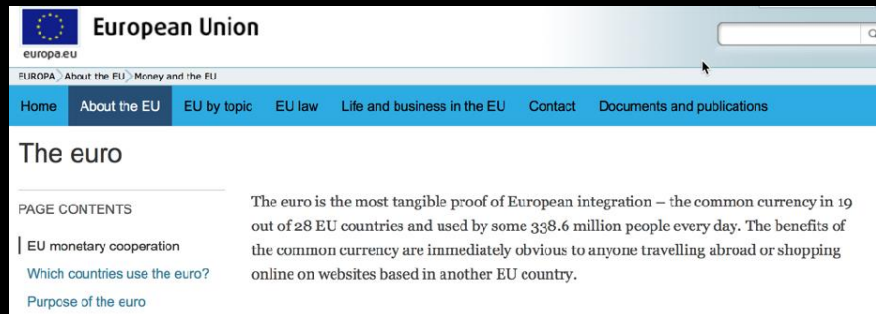 European Union
europa.eu
EUROPA About the EU Money and the EU
Home About the EU EU by topic EU law Life and business in the EU Contact Documents and publications
The euro
PAGE CONTENTS
EU monetary cooperation
Which countries use the euro?
Purpose of the euro
The euro is the most tangible proof of European integration – the common currency in 19
out of 28 EU countries and used by some 338.6 million people every day. The benefits of
the common currency are immediately obvious to anyone travelling abroad or shopping
online on websites based in another EU country.